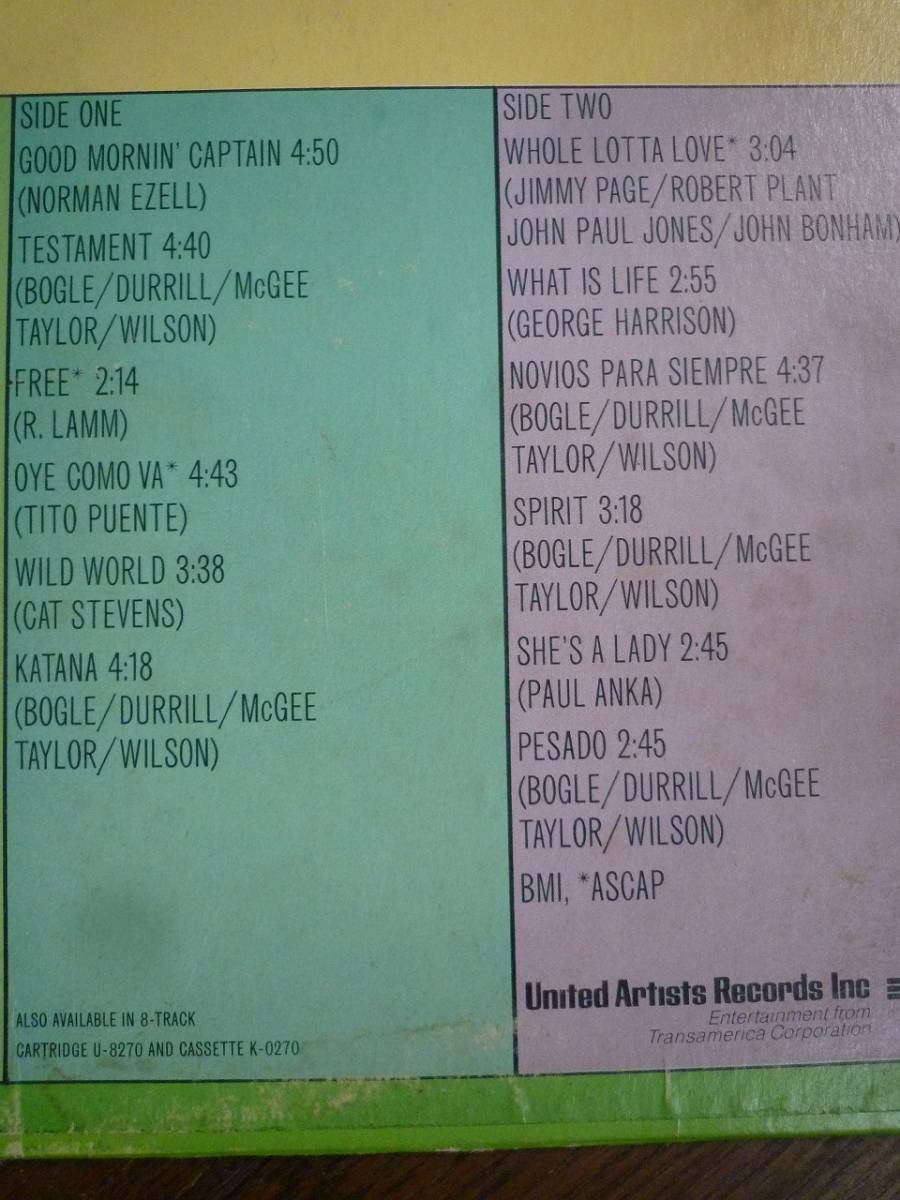 SIDE ONE
GOOD MORNIN' CAPTAIN 4:50
(NORMAN EZELL)
TESTAMENT 4:40
(BOGLE/DURRILL/McGEE
TAYLOR/WILSON)
FREE* 2:14
(R. LAMM)
OYE COMO VA* 4:43
(TITO PUENTE)
WILD WORLD 3:38
(CAT STEVENS)
KATANA 4:18
(BOGLE/DURRILL/McGEE
TAYLOR/WILSON)
ALSO AVAILABLE IN 8-TRACK
CARTRIDGE U-8270 AND CASSETTE K-0270
SIDE TWO
WHOLE LOTTA LOVE* 3:04
(JIMMY PAGE/ROBERT PLANT
JOHN PAUL JONES/JOHN BONHAM)
WHAT IS LIFE 2:55
(GEORGE HARRISON)
NOVIOS PARA SIEMPRE 4:37
(BOGLE/DURRILL/McGEE
TAYLOR/WILSON)
SPIRIT 3:18
(BOGLE/DURRILL/McGEE
TAYLOR/WILSON)
SHE'S A LADY 2:45
(PAUL ANKA)
PESADO 2:45
(BOGLE/DURRILL/McGEE
TAYLOR/WILSON)
BMI, *ASCAP
United Artists Records Inc
Entertainment from
Transamerica Corporation